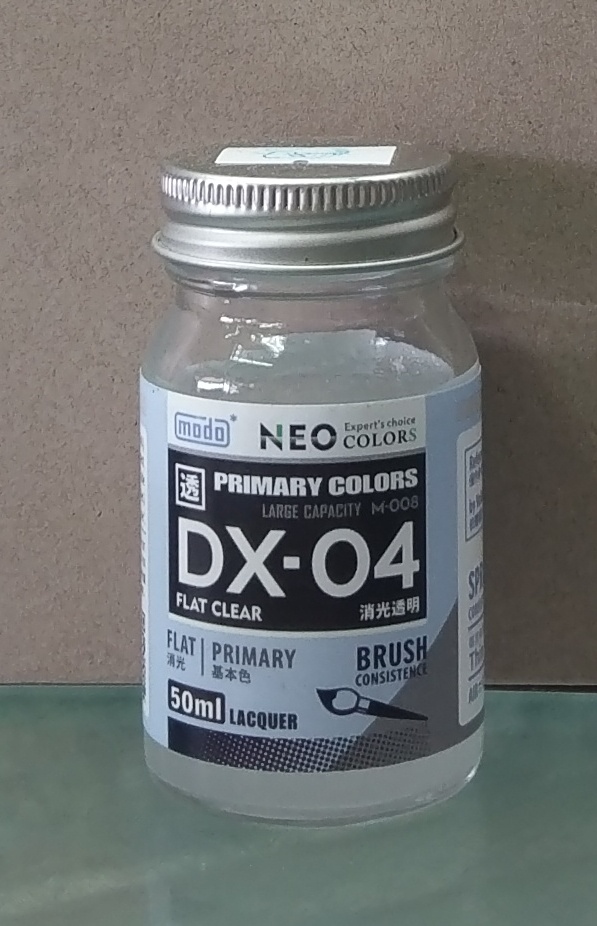 modo*
NEO Expert's choice COLORS
透 PRIMARY COLORS
LARGE CAPACITY M-008
DX-04
FLAT CLEAR 消光透明
FLAT 消光 PRIMARY 基本色
BRUSH
CONSISTENCE
50ml LACQUER